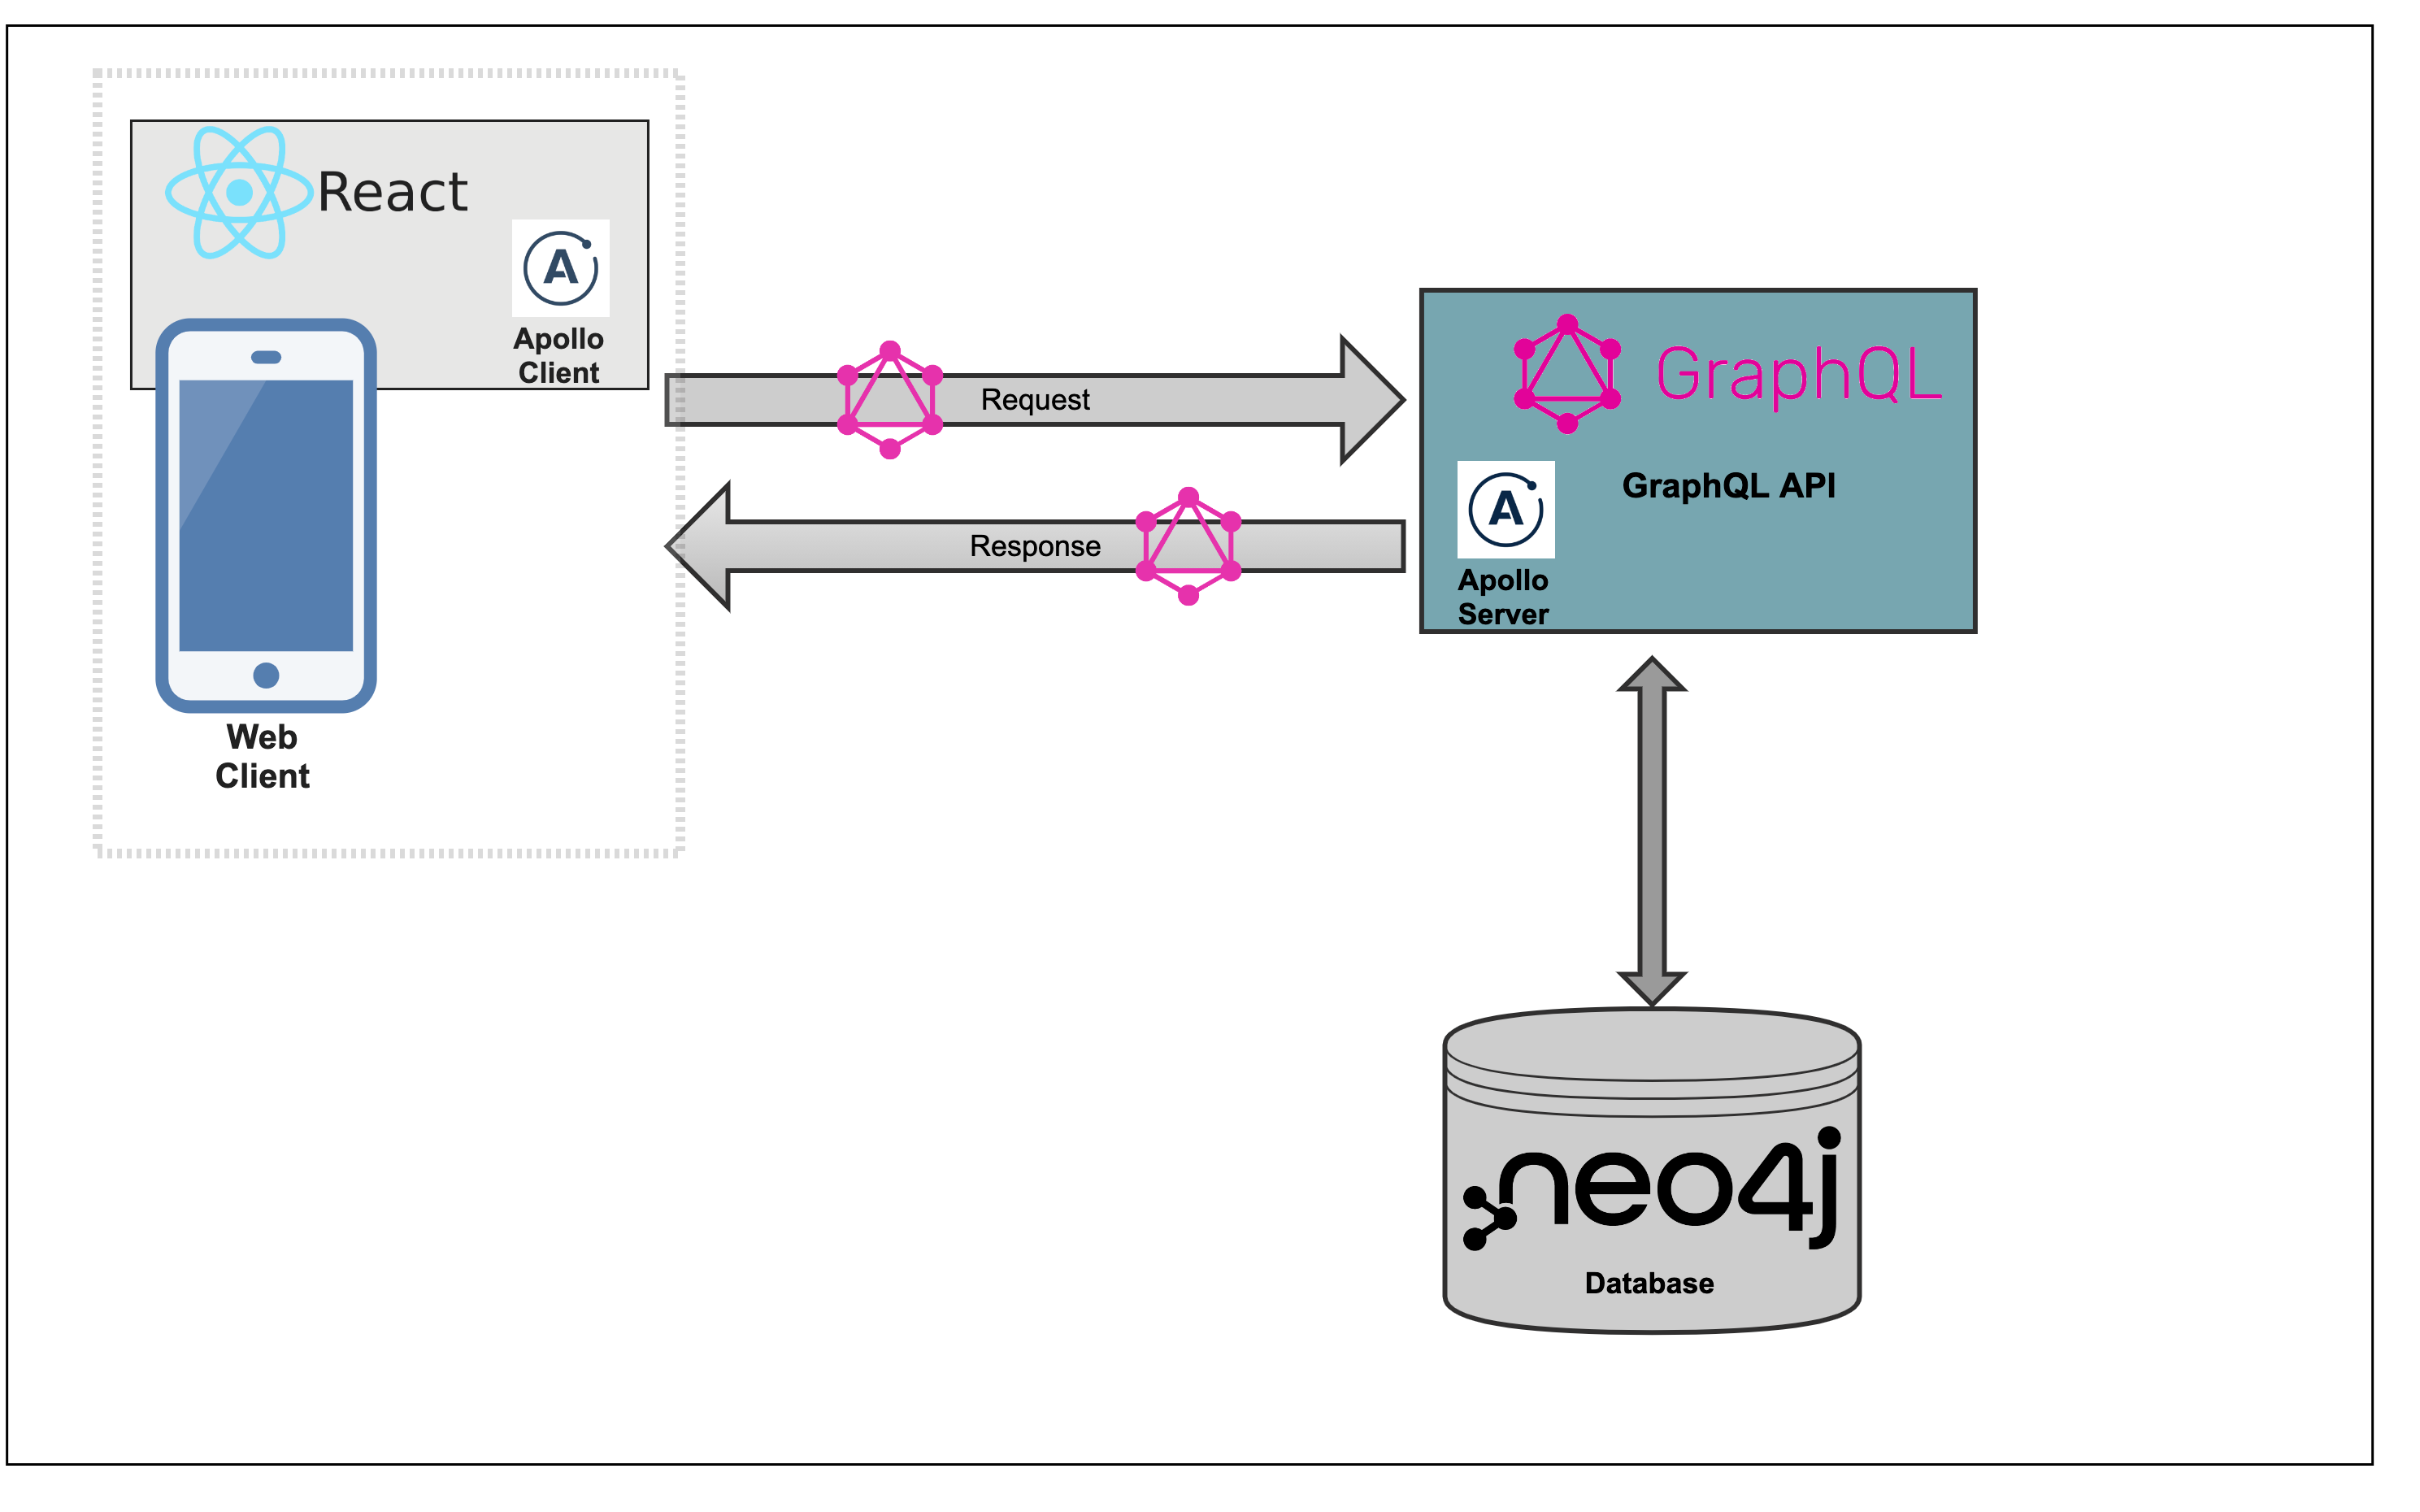 React
A
Apollo
Client
Web
Client
Request
Response
GraphQL
GraphQL API
A
Apollo
Server
neo4j
Database